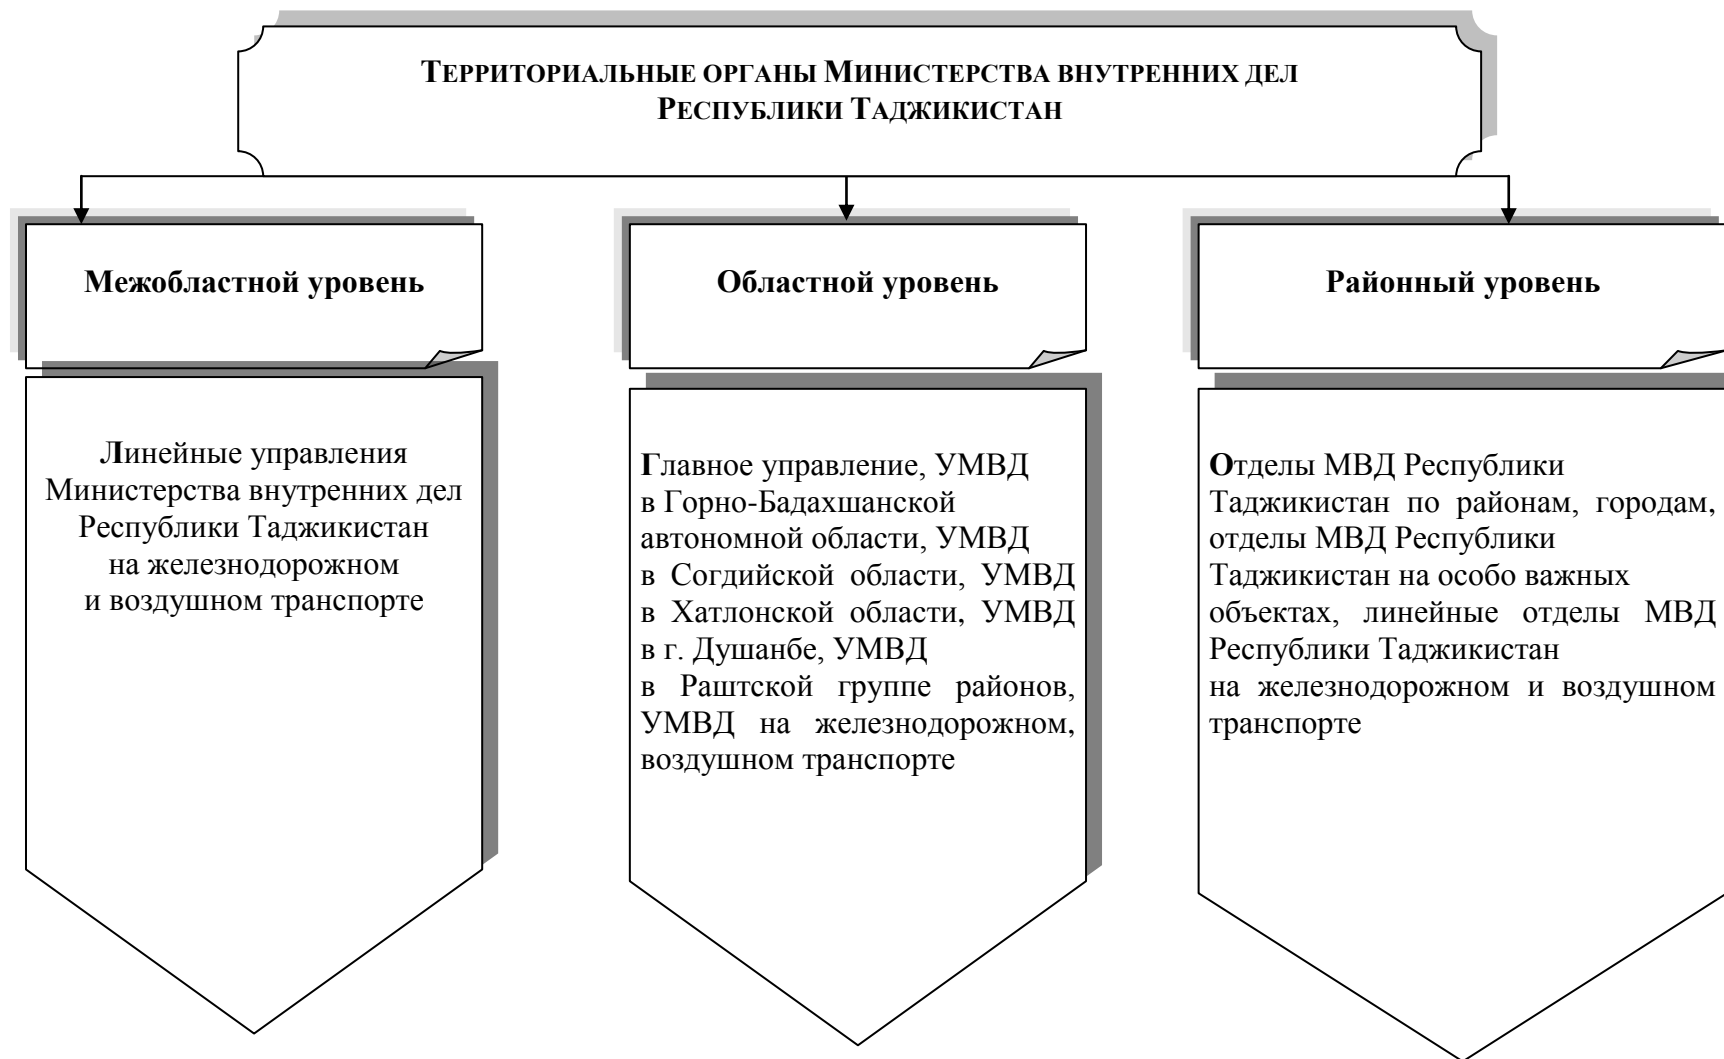 ТЕРРИТОРИАЛЬНЫЕ ОРГАНЫ МИНИСТЕРСТВА ВНУТРЕННИХ ДЕЛ
РЕСПУБЛИКИ ТАДЖИКИСТАН
Межобластной уровень
Линейные управления
Министерства внутренних дел
Республики Таджикистан
на железнодорожном
и воздушном транспорте
Областной уровень
Главное управление, УМВД
в Горно-Бадахшанской
автономной области, УМВД
в Согдийской области, УМВД
в Хатлонской области, УМВД
в г. Душанбе, УМВД
в Раштской группе районов,
УМВД на железнодорожном,
воздушном транспорте
Районный уровень
Отделы МВД Республики
Таджикистан по районам, городам,
отделы МВД Республики
Таджикистан на особо важных
объектах, линейные отделы МВД
Республики Таджикистан
на железнодорожном и воздушном
транспорте